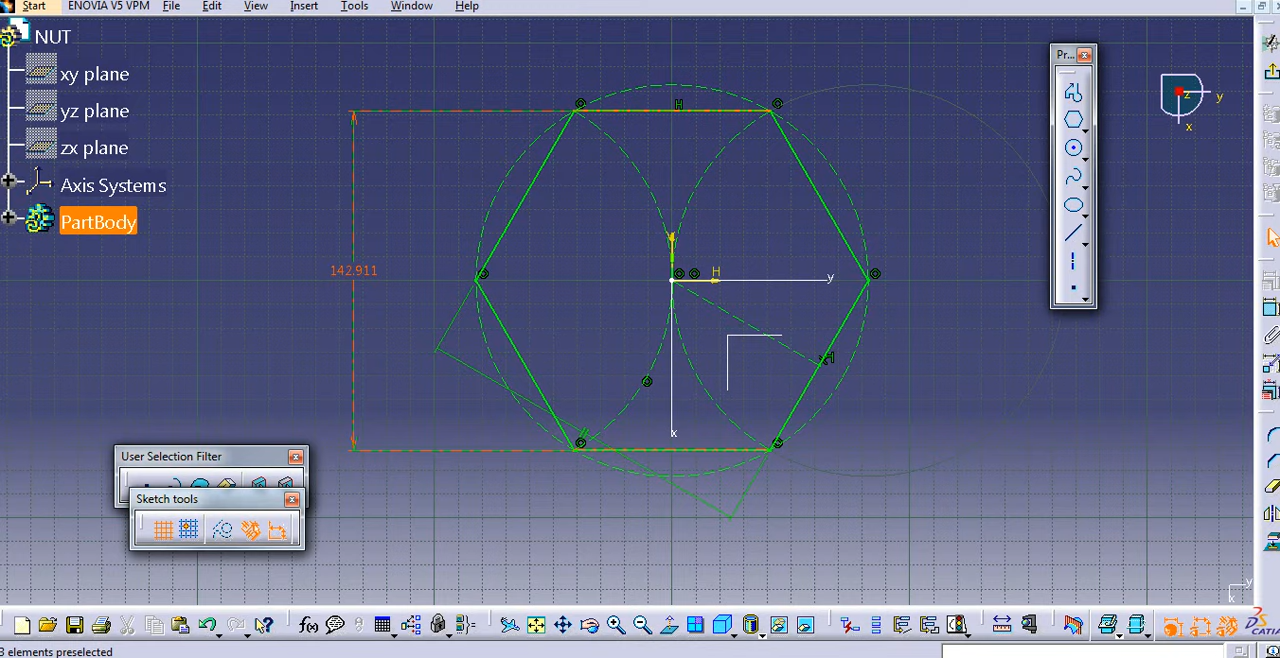 Start ENOVIA V5 VPM File Edit View Insert Tools Window Help
NUT
xy plane
yz plane
zx plane
Axis Systems
PartBody
Pr...
z
y
x
H
142.911
V
H
y
H
x
User Selection Filter
Sketch tools
y
x
f(x)
CATIA
3 elements preselected